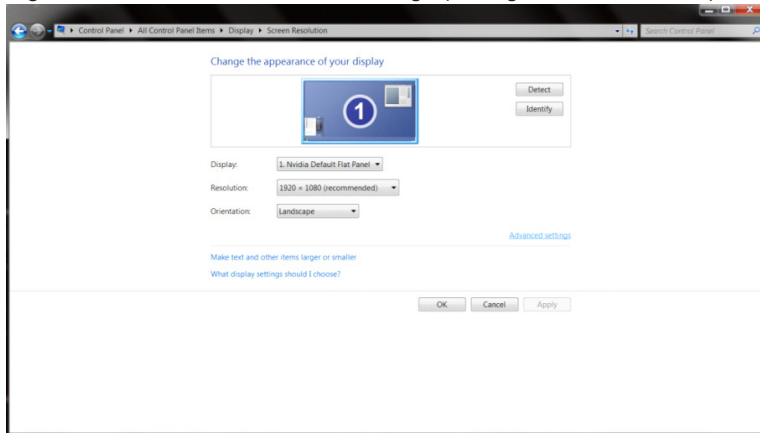 Control Panel ▸ All Control Panel Items ▸ Display ▸ Screen Resolution
Search Control Panel
Change the appearance of your display
1
Detect
Identify
Display: 1. Nvidia Default Flat Panel
Resolution: 1920 × 1080 (recommended)
Orientation: Landscape
Advanced settings
Make text and other items larger or smaller
What display settings should I choose?
OK Cancel Apply